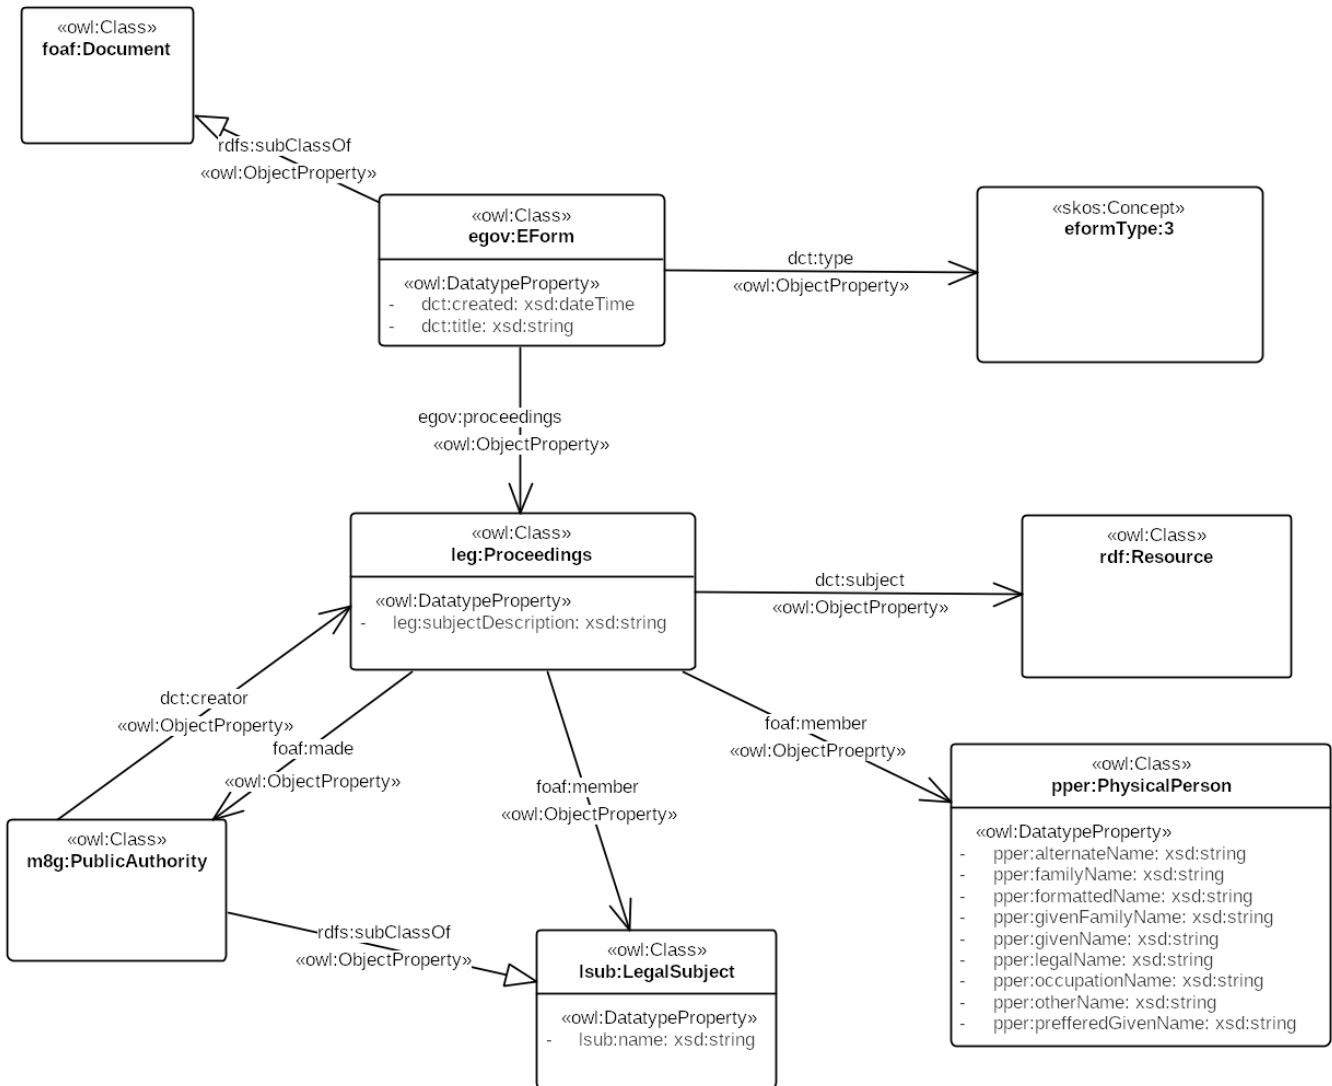 «owl:Class»
foaf:Document
rdfs:subClassOf
«owl:ObjectProperty»
«owl:Class»
egov:EForm
«owl:DatatypeProperty»
- dct:created: xsd:dateTime
- dct:title: xsd:string
dct:type
«owl:ObjectProperty»
«skos:Concept»
eformType:3
egov:proceedings
«owl:ObjectProperty»
«owl:Class»
leg:Proceedings
«owl:DatatypeProperty»
- leg:subjectDescription: xsd:string
dct:subject
«owl:ObjectProperty»
«owl:Class»
rdf:Resource
dct:creator
«owl:ObjectProperty»
foaf:made
«owl:ObjectProperty»
foaf:member
«owl:ObjectProperty»
foaf:member
«owl:ObjectProeprty»
«owl:Class»
m8g:PublicAuthority
rdfs:subClassOf
«owl:ObjectProperty»
«owl:Class»
lsub:LegalSubject
«owl:DatatypeProperty»
- lsub:name: xsd:string
«owl:Class»
pper:PhysicalPerson
«owl:DatatypeProperty»
- pper:alternateName: xsd:string
- pper:familyName: xsd:string
- pper:formattedName: xsd:string
- pper:givenFamilyName: xsd:string
- pper:givenName: xsd:string
- pper:legalName: xsd:string
- pper:occupationName: xsd:string
- pper:otherName: xsd:string
- pper:prefferedGivenName: xsd:string